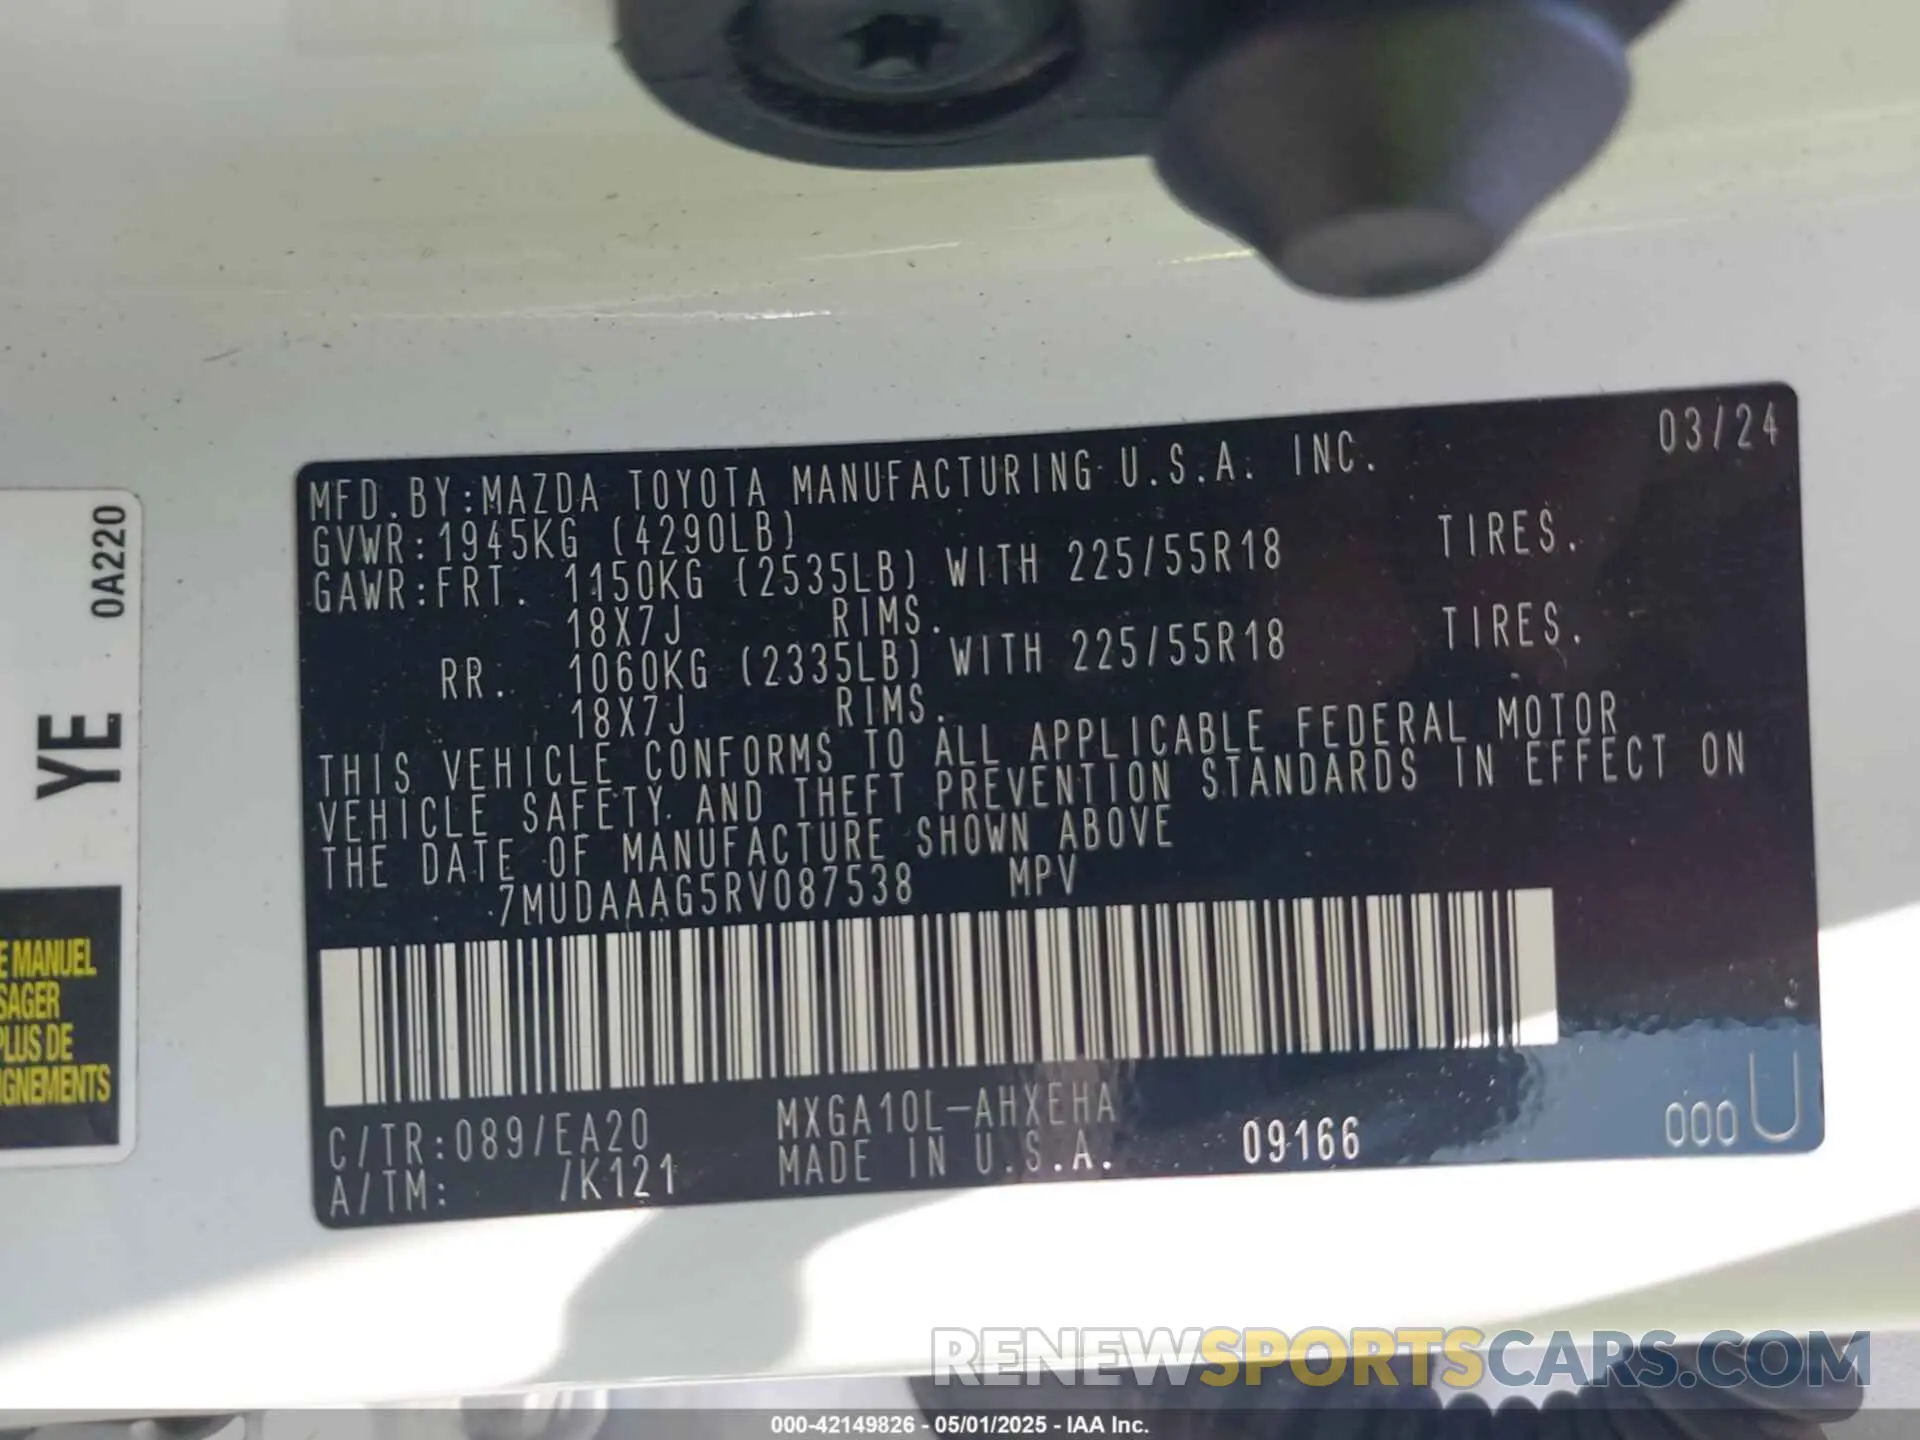 MFD.BY:MAZDA TOYOTA MANUFACTURING U.S.A. INC. 03/24
GVWR:1945KG (4290LB)
GAWR:FRT. 1150KG (2535LB) WITH 225/55R18 TIRES.
18X7J RIMS.
RR. 1060KG (2335LB) WITH 225/55R18 TIRES.
18X7J RIMS.
THIS VEHICLE CONFORMS TO ALL APPLICABLE FEDERAL MOTOR
VEHICLE SAFETY AND THEFT PREVENTION STANDARDS IN EFFECT ON
THE DATE OF MANUFACTURE SHOWN ABOVE
7MUDAAAG5RV087538 MPV
C/TR:089/EA20 MXGA10L-AHXEHA
A/TM: /K121 MADE IN U.S.A. 09166 000 U
0A220
YE
E MANUEL
SAGER
PLUS DE
IGNEMENTS
RENEWSPORTSCARS.COM
000-42149826 - 05/01/2025 - IAA Inc.